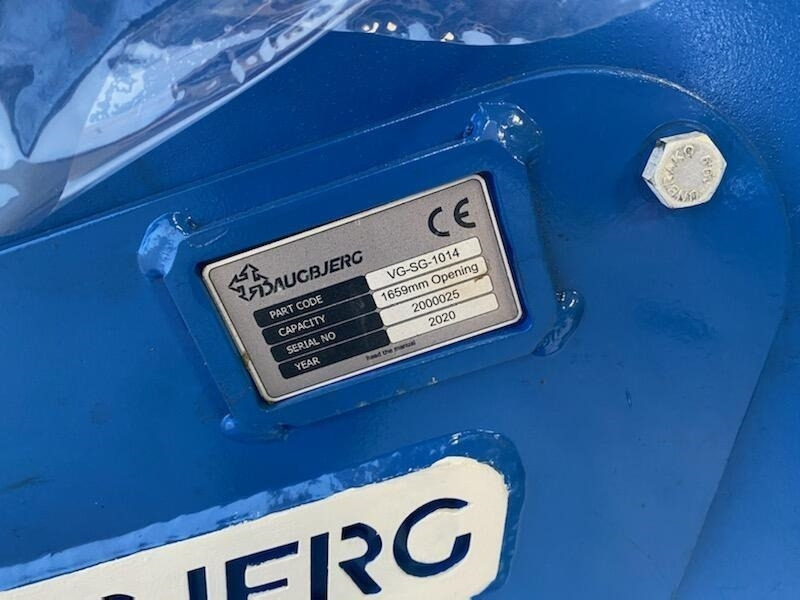 DAUGBJERG CE
PART CODE VG-SG-1014
CAPACITY 1659mm Opening
SERIAL NO 2000025
YEAR 2020
Read the manual
JERG